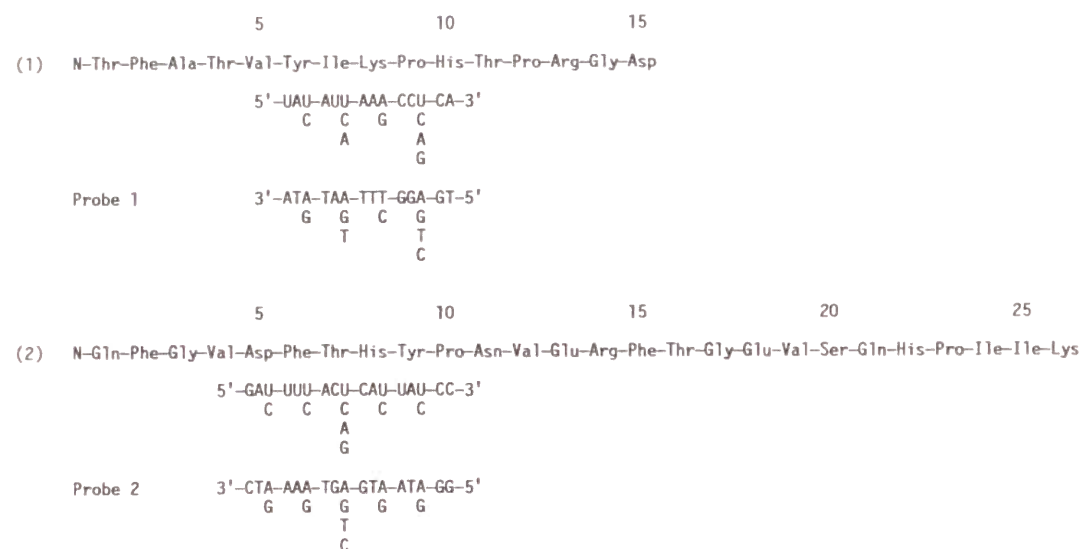 5 10 15
(1) N-Thr-Phe-Ala-Thr-Val-Tyr-Ile-Lys-Pro-His-Thr-Pro-Arg-Gly-Asp
5'-UAU-AUU-AAA-CCU-CA-3'
C C G C
A A
G
Probe 1 3'-ATA-TAA-TTT-GGA-GT-5'
G G C G
T T
C
5 10 15 20 25
(2) N-Gln-Phe-Gly-Val-Asp-Phe-Thr-His-Tyr-Pro-Asn-Val-Glu-Arg-Phe-Thr-Gly-Glu-Val-Ser-Gln-His-Pro-Ile-Ile-Lys
5'-GAU-UUU-ACU-CAU-UAU-CC-3'
C C C C C
A
G
Probe 2 3'-CTA-AAA-TGA-GTA-ATA-GG-5'
G G G G G
T
C